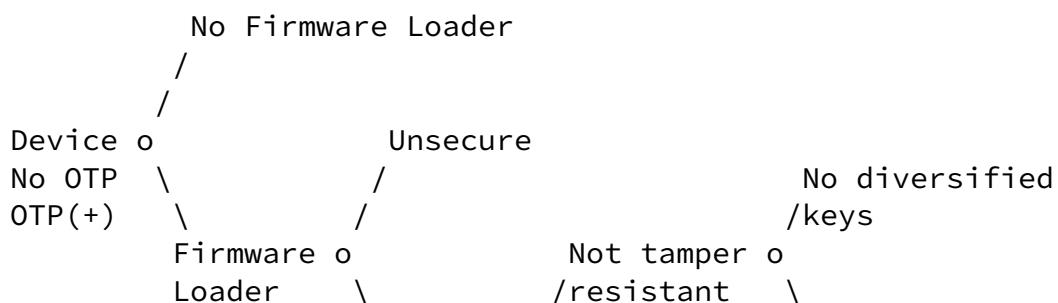 No Firmware Loader
                   /
                  /
         Device o               Unsecure
         No OTP  \             /                          No diversified
         OTP(+)   \           /                          /keys
                  Firmware o             Not tamper o
                  Loader     \           /resistant    \